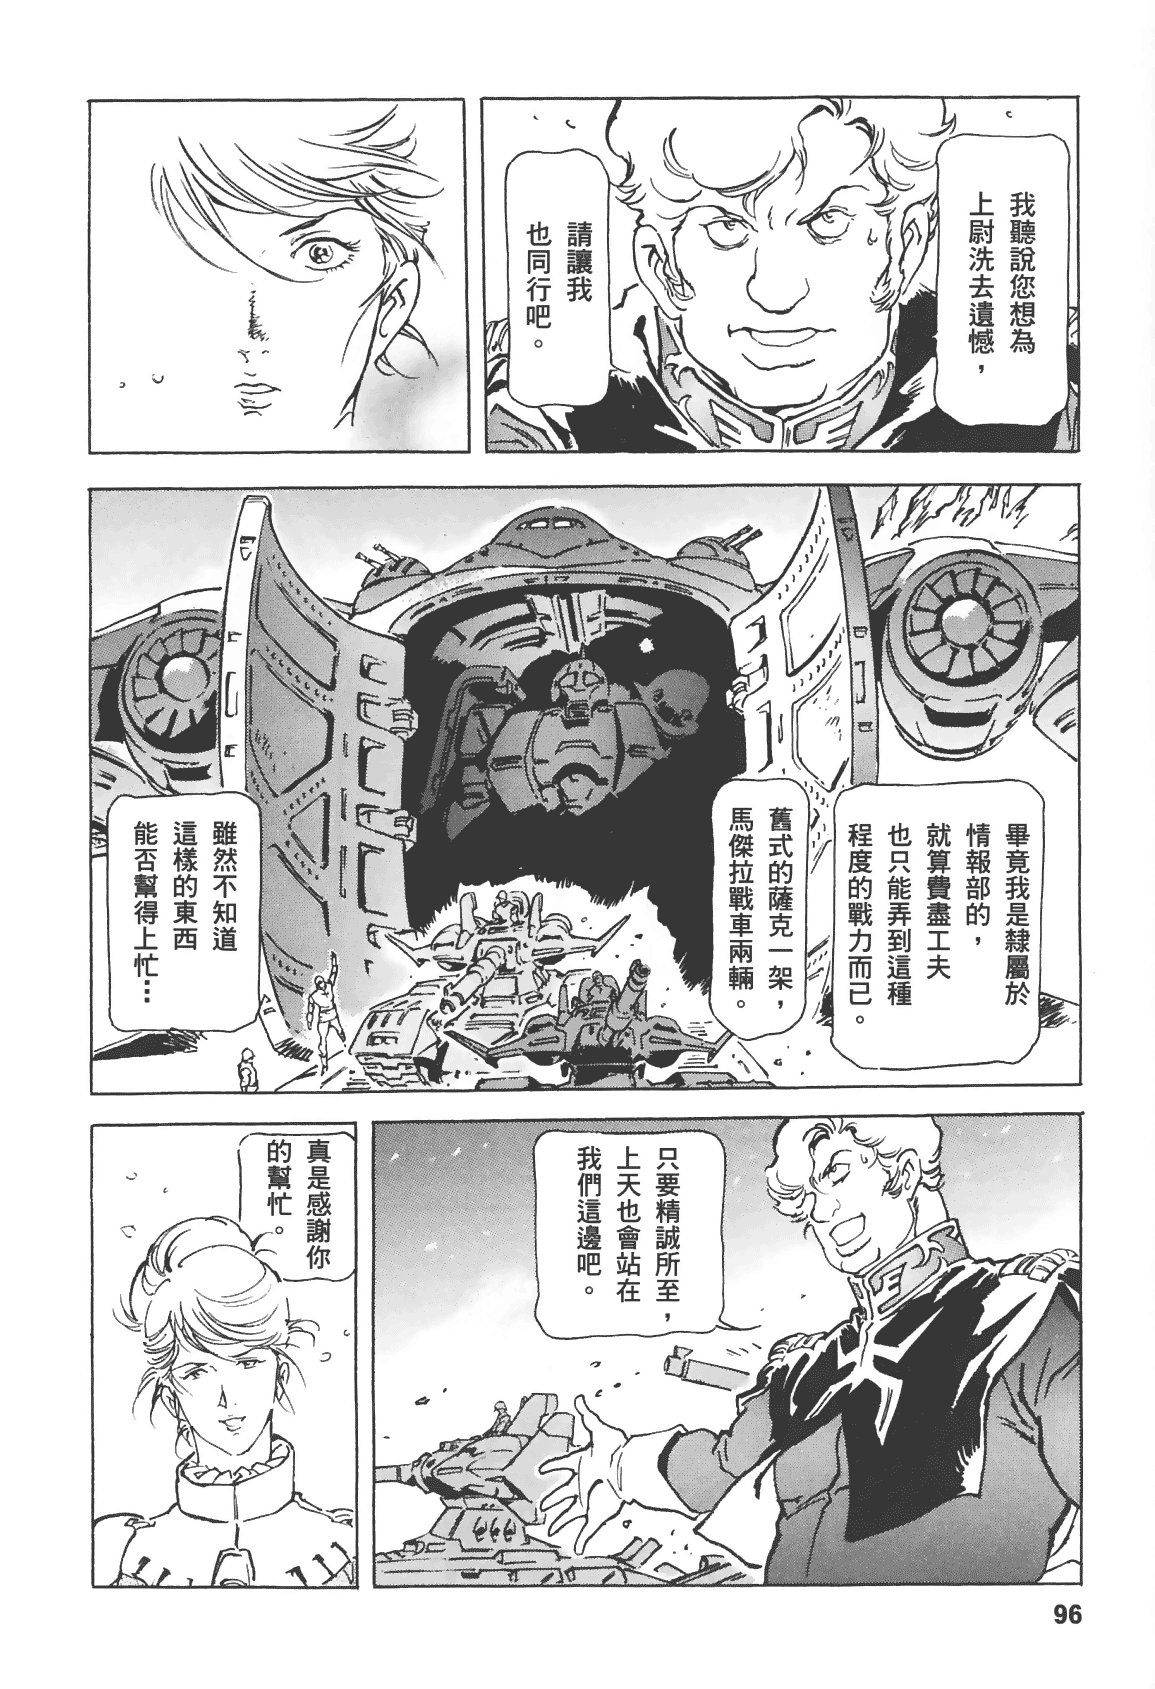 我聽說您想為
上尉洗去遺憾，
請讓我
也同行吧。
畢竟我是隸屬於
情報部的，
就算費盡工夫
也只能弄到這種
程度的戰力而已。
舊式的薩克一架，
馬傑拉戰車兩輛。
雖然不知道
這樣的東西
能否幫得上忙…
只要精誠所至，
上天也會站在
我們這邊吧。
真是感謝你
的幫忙。
96